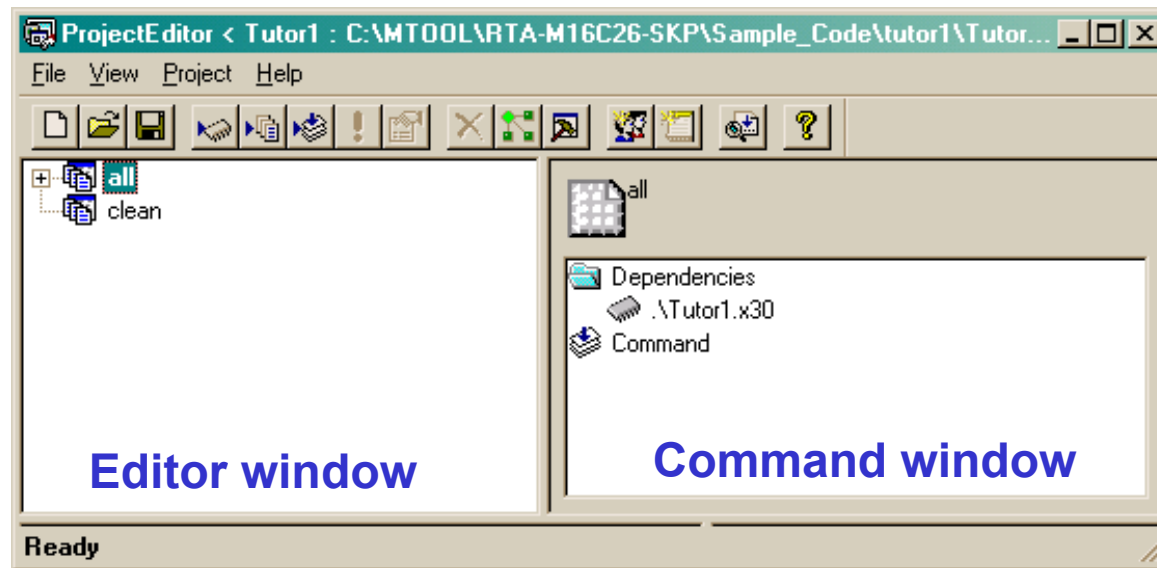 ProjectEditor < Tutor1 : C:\MTOOL\RTA-M16C26-SKP\Sample_Code\tutor1\Tutor...
File View Project Help
all
clean
all
Dependencies
.\Tutor1.x30
Command
Editor window
Command window
Ready